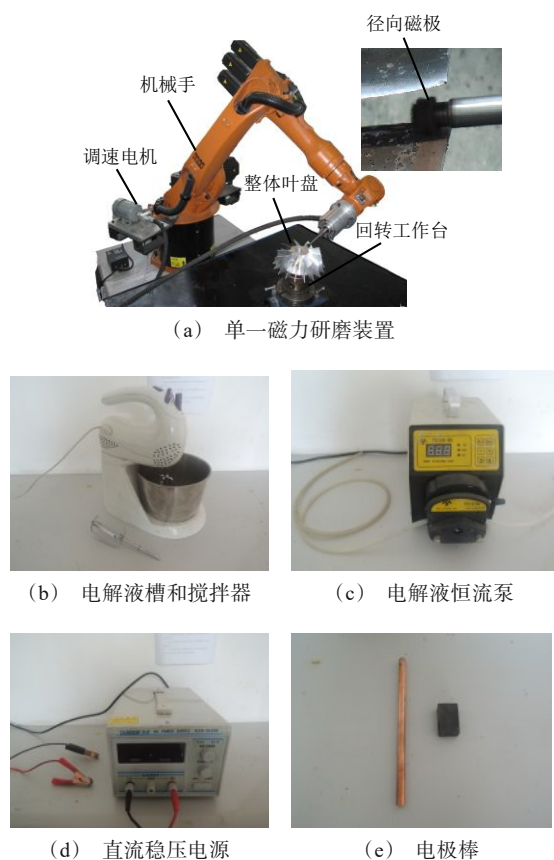 径向磁极
机械手
调速电机
整体叶盘
回转工作台
（a） 单一磁力研磨装置
（b） 电解液槽和搅拌器
（c） 电解液恒流泵
（d） 直流稳压电源
（e） 电极棒